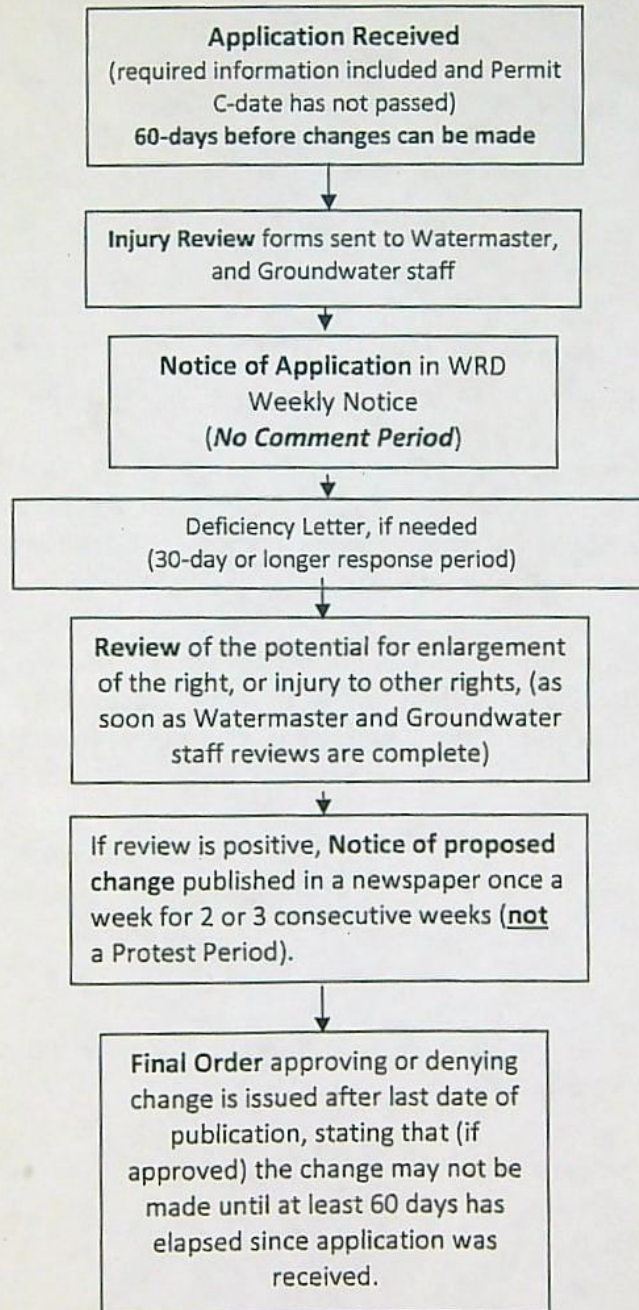 Application Received
(required information included and Permit
C-date has not passed)
60-days before changes can be made
Injury Review forms sent to Watermaster,
and Groundwater staff
Notice of Application in WRD
Weekly Notice
(No Comment Period)
Deficiency Letter, if needed
(30-day or longer response period)
Review of the potential for enlargement
of the right, or injury to other rights, (as
soon as Watermaster and Groundwater
staff reviews are complete)
If review is positive, Notice of proposed
change published in a newspaper once a
week for 2 or 3 consecutive weeks (not
a Protest Period).
Final Order approving or denying
change is issued after last date of
publication, stating that (if
approved) the change may not be
made until at least 60 days has
elapsed since application was
received.